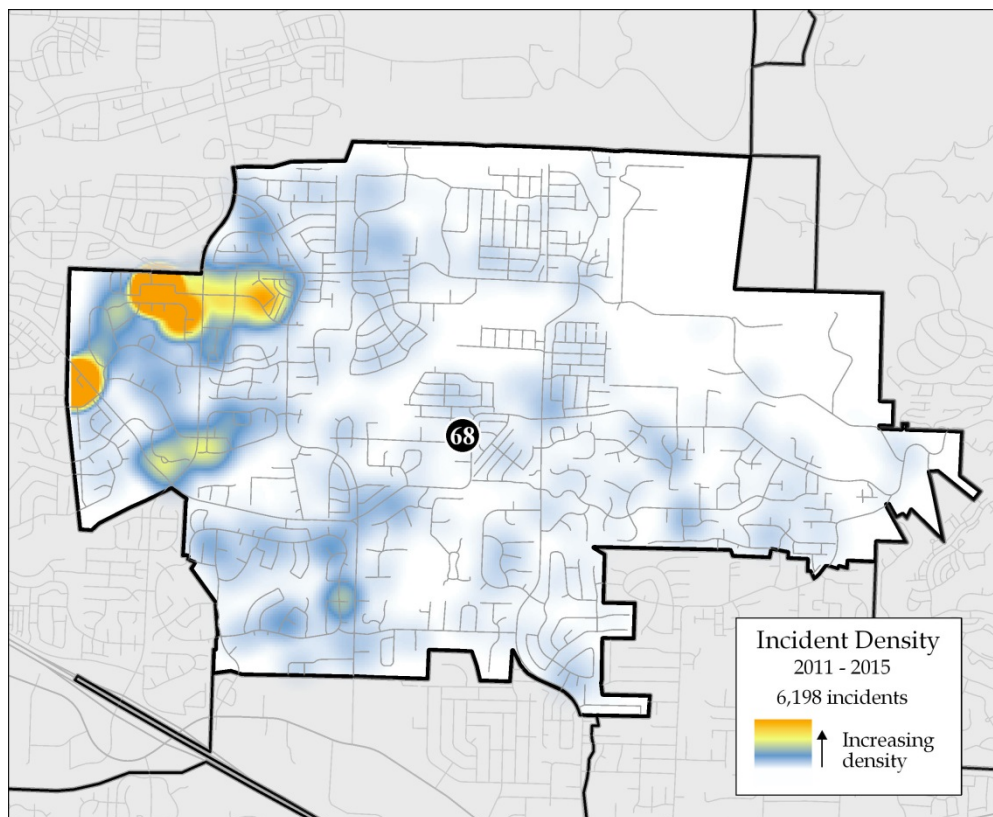 68
Incident Density
2011 - 2015
6,198 incidents
Increasing
density